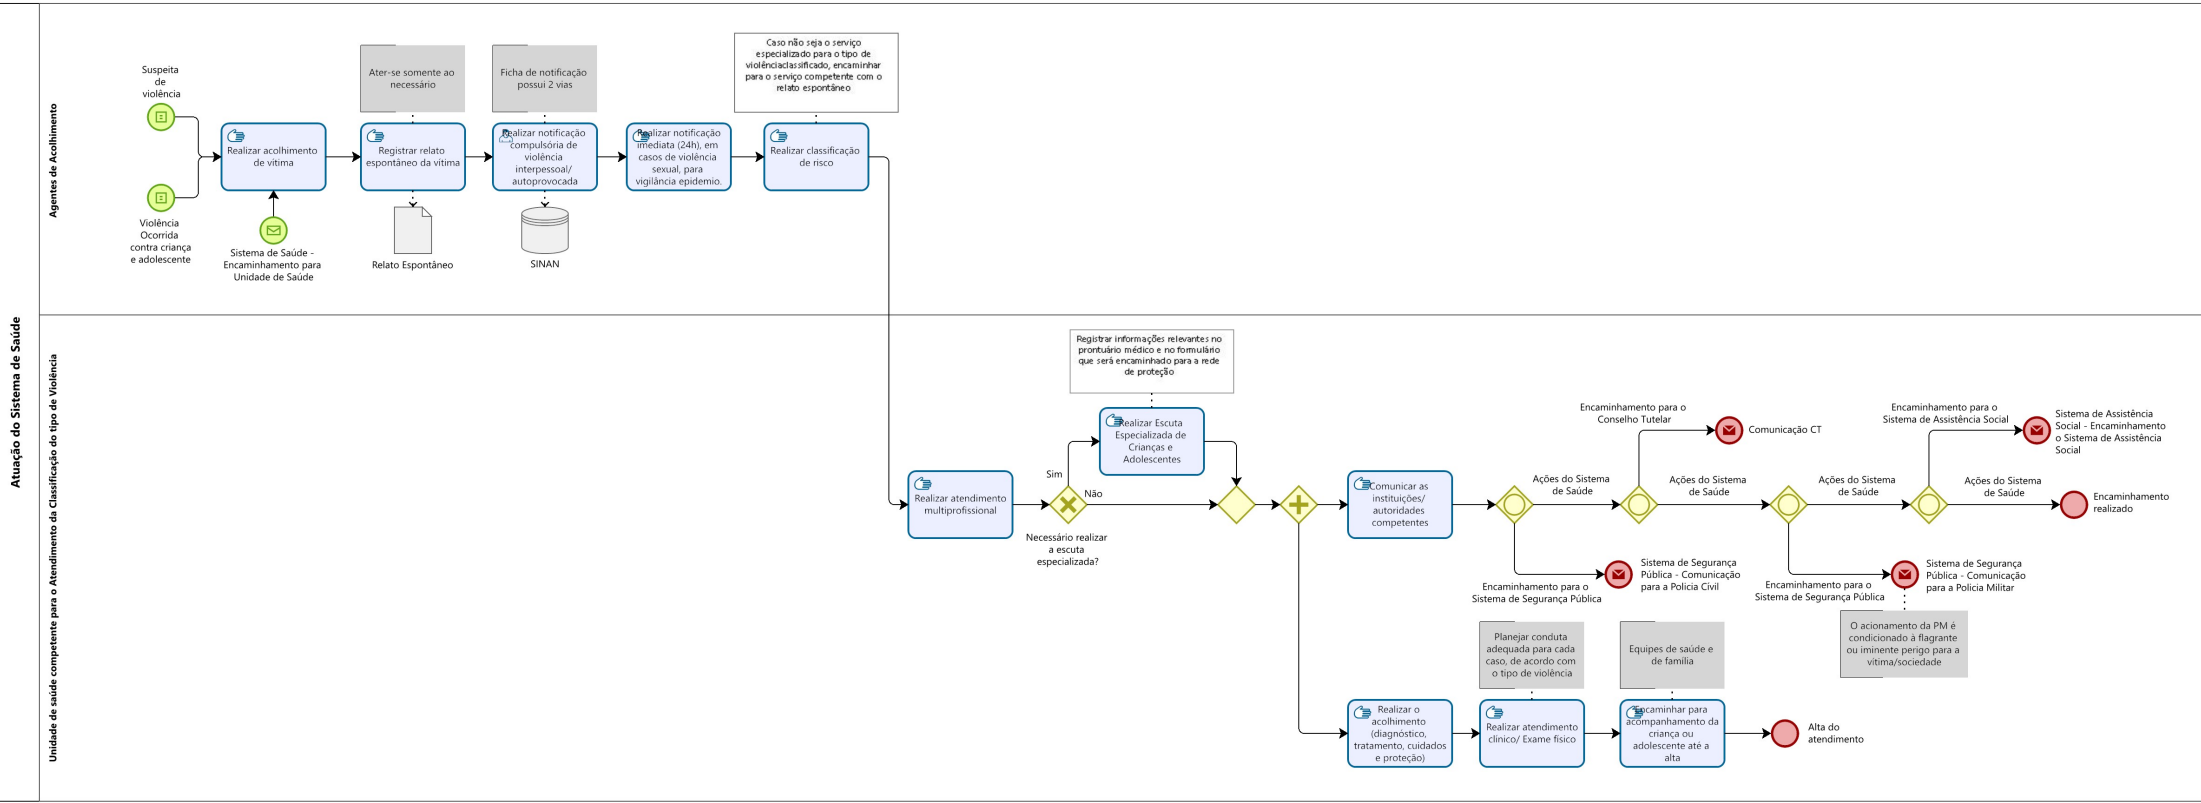 Atuação do Sistema de Saúde
Agentes de Acolhimento
Suspeita
de
violência
Violência
Ocorrida
contra criança
e adolescente
Realizar acolhimento
de vítima
Sistema de Saúde -
Encaminhamento para
Unidade de Saúde
Ater-se somente ao
necessário
Registrar relato
espontâneo da vítima
Relato Espontâneo
Ficha de notificação
possui 2 vias
Realizar notificação
compulsória de
violência
interpessoal/
autoprovocada
SINAN
Realizar notificação
imediata (24h), em
casos de violência
sexual, para
vigilância epidemio.
Caso não seja o serviço
especializado para o tipo de
violênciaclassificado, encaminhar
para o serviço competente com o
relato espontâneo
Realizar classificação
de risco
Unidade de saúde competente para o Atendimento da Classificação do tipo de Violência
Realizar atendimento
multiprofissional
Sim
Não
Necessário realizar
a escuta
especializada?
Registrar informações relevantes no
prontuário médico e no formulário
que será encaminhado para a rede
de proteção
Realizar Escuta
Especializada de
Crianças e
Adolescentes
Comunicar as
instituições/
autoridades
competentes
Ações do Sistema
de Saúde
Encaminhamento para o
Sistema de Segurança Pública
Sistema de Segurança
Pública - Comunicação
para a Policia Cívil
Encaminhamento para o
Conselho Tutelar
Comunicação CT
Ações do Sistema
de Saúde
Encaminhamento para o
Sistema de Segurança Pública
Sistema de Segurança
Pública - Comunicação
para a Policia Militar
O acionamento da PM é
condicionado à flagrante
ou iminente perigo para a
vítima/sociedade
Ações do Sistema
de Saúde
Encaminhamento para o
Sistema de Assistência Social
Sistema de Assistência
Social - Encaminhamento
o Sistema de Assistência
Social
Ações do Sistema
de Saúde
Encaminhamento
realizado
Realizar o
acolhimento
(diagnóstico,
tratamento, cuidados
e proteção)
Planejar conduta
adequada para cada
caso, de acordo com
o tipo de violência
Realizar atendimento
clínico/ Exame físico
Equipes de saúde e
de família
Encaminhar para
acompanhamento da
criança ou
adolescente até a
alta
Alta do
atendimento